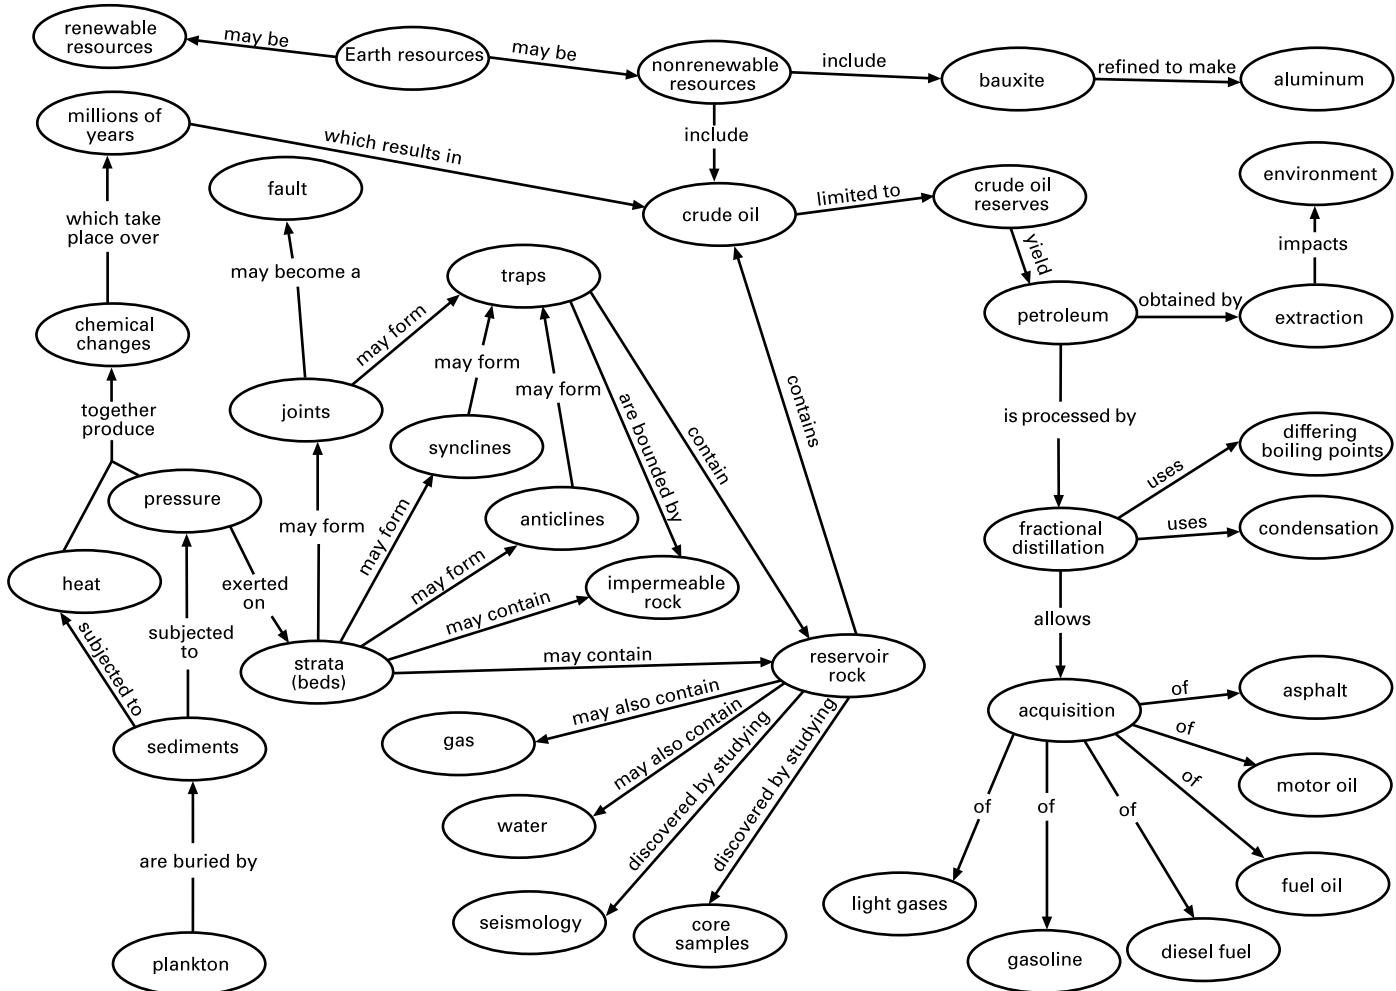 renewable
resources
may be
Earth resources
may be
nonrenewable
resources
include
bauxite
refined to make
aluminum
millions of
years
which results in
include
fault
crude oil
limited to
crude oil
reserves
environment
which take
place over
may become a
traps
yield
impacts
chemical
changes
may form
may form
may form
petroleum
obtained by
extraction
together
produce
joints
synclines
are bounded by
contain
contains
is processed by
differing
boiling points
pressure
may form
may form
anticlines
uses
uses
condensation
fractional
distillation
heat
exerted
on
may form
may contain
impermeable
rock
subjected to
subjected
to
strata
(beds)
may contain
reservoir
rock
allows
sediments
gas
may also contain
may also contain
discovered by studying
discovered by studying
acquisition
of
asphalt
of
motor oil
water
of
of
of
of
are buried by
seismology
core
samples
light gases
fuel oil
plankton
gasoline
diesel fuel